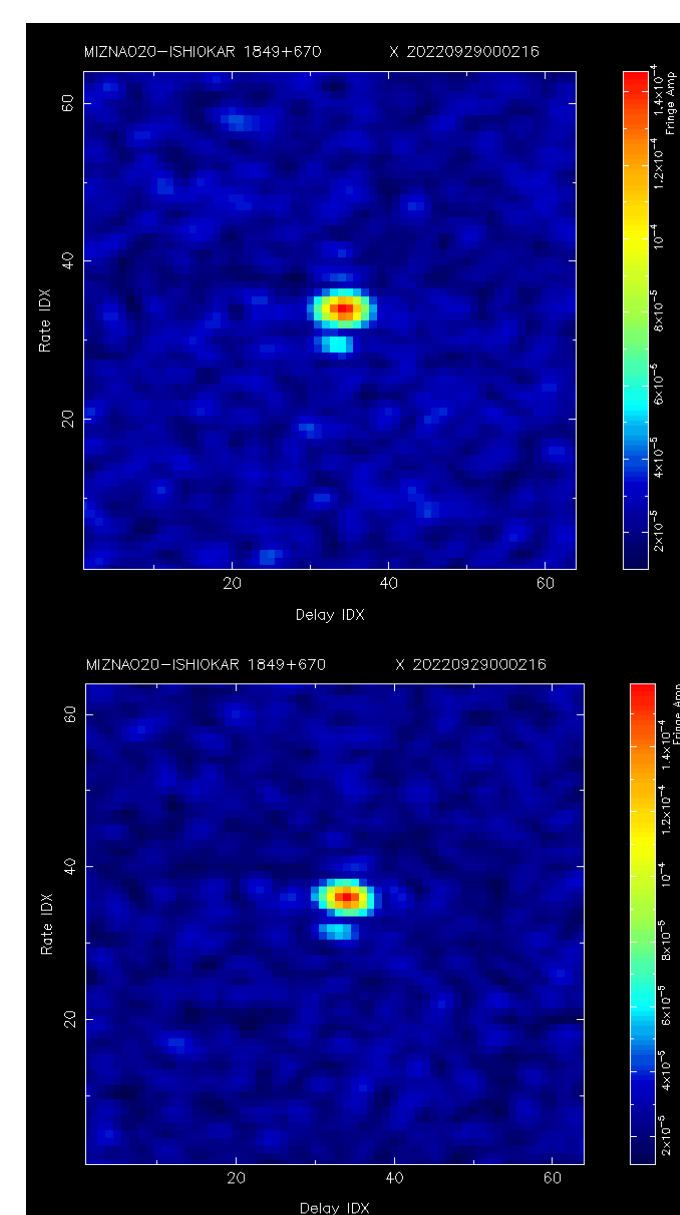 MIZNAO20-ISHIOKAR 1849+670 X 20220929000216
60
40
20
Rate IDX
20 40 60
Delay IDX
1.4×10⁻⁴
1.2×10⁻⁴
10⁻⁴
8×10⁻⁵
6×10⁻⁵
4×10⁻⁵
2×10⁻⁵
Fringe Amp
MIZNAO20-ISHIOKAR 1849+670 X 20220929000216
60
40
20
Rate IDX
20 40 60
Delay IDX
1.4×10⁻⁴
1.2×10⁻⁴
10⁻⁴
8×10⁻⁵
6×10⁻⁵
4×10⁻⁵
2×10⁻⁵
Fringe Amp